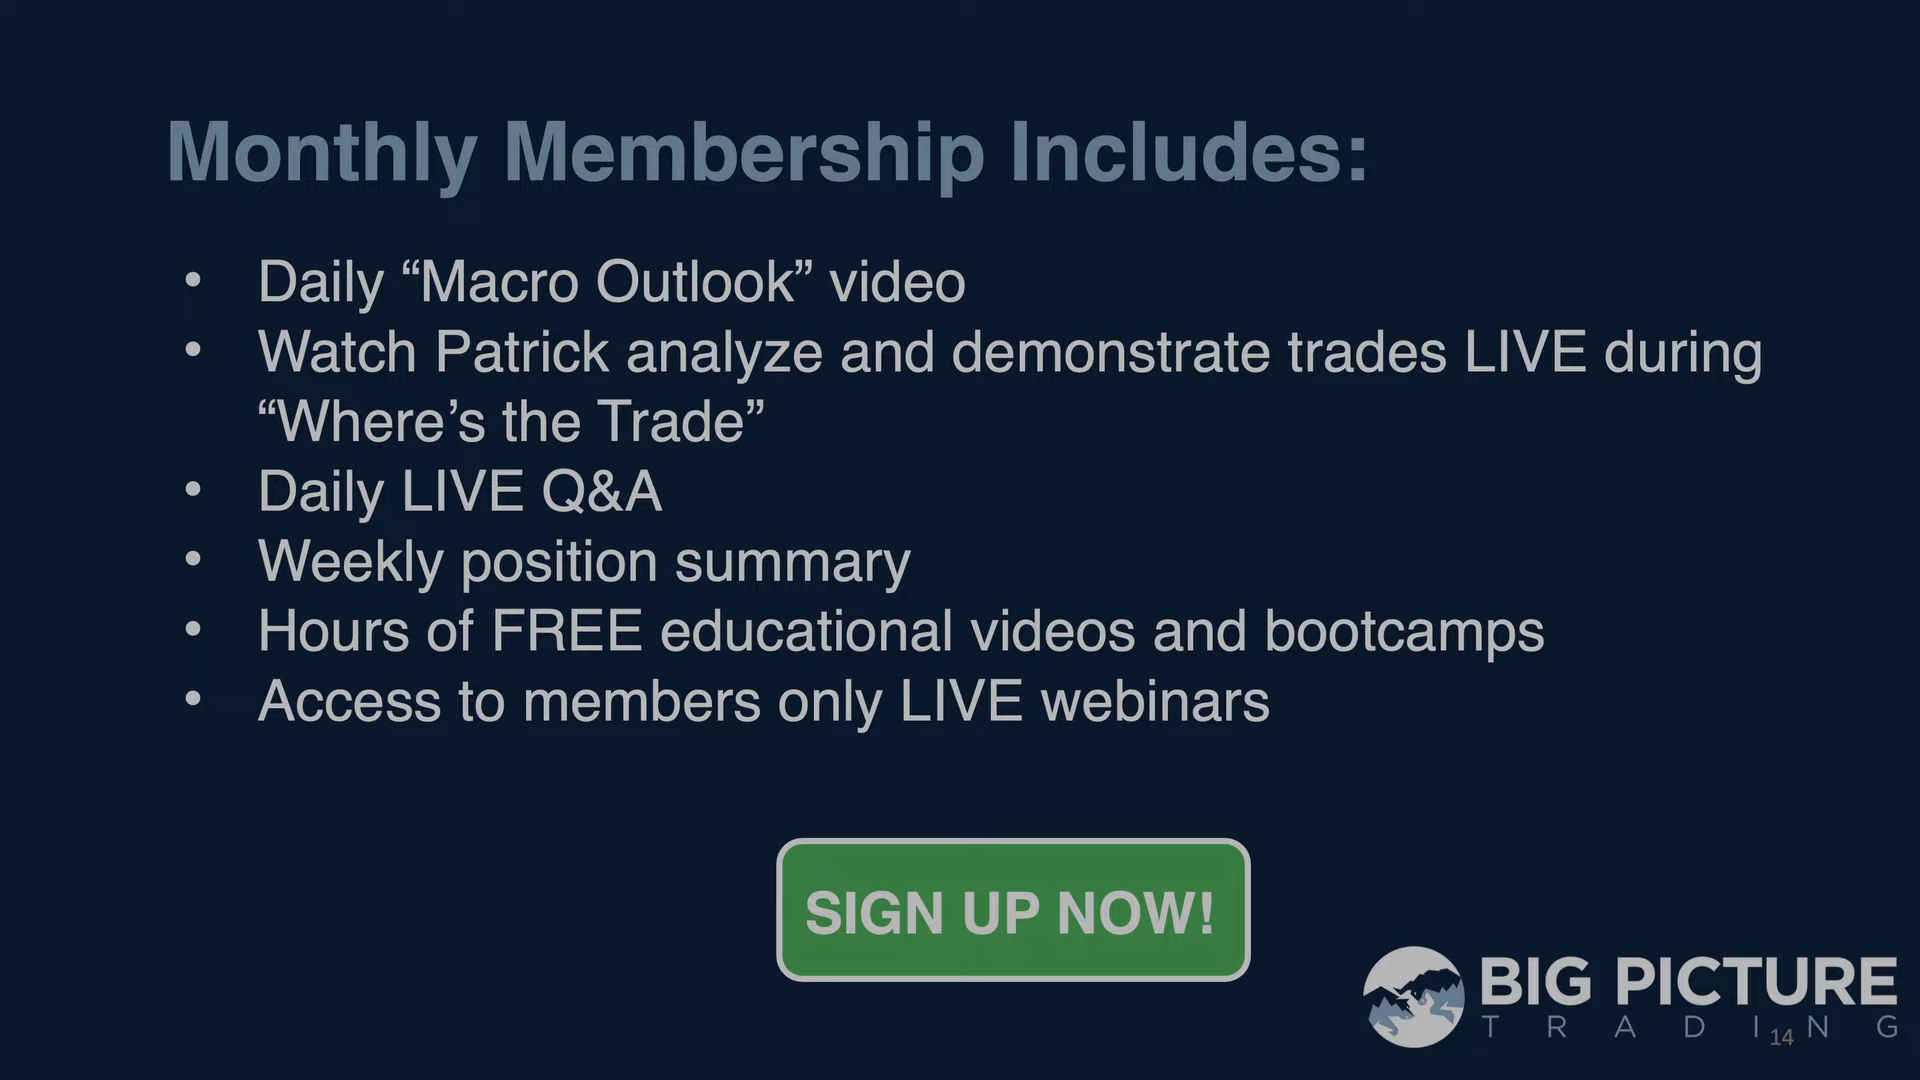 Monthly Membership Includes:
• Daily “Macro Outlook” video
• Watch Patrick analyze and demonstrate trades LIVE during
“Where’s the Trade”
• Daily LIVE Q&A
• Weekly position summary
• Hours of FREE educational videos and bootcamps
• Access to members only LIVE webinars
SIGN UP NOW!
BIG PICTURE
TRADING
14